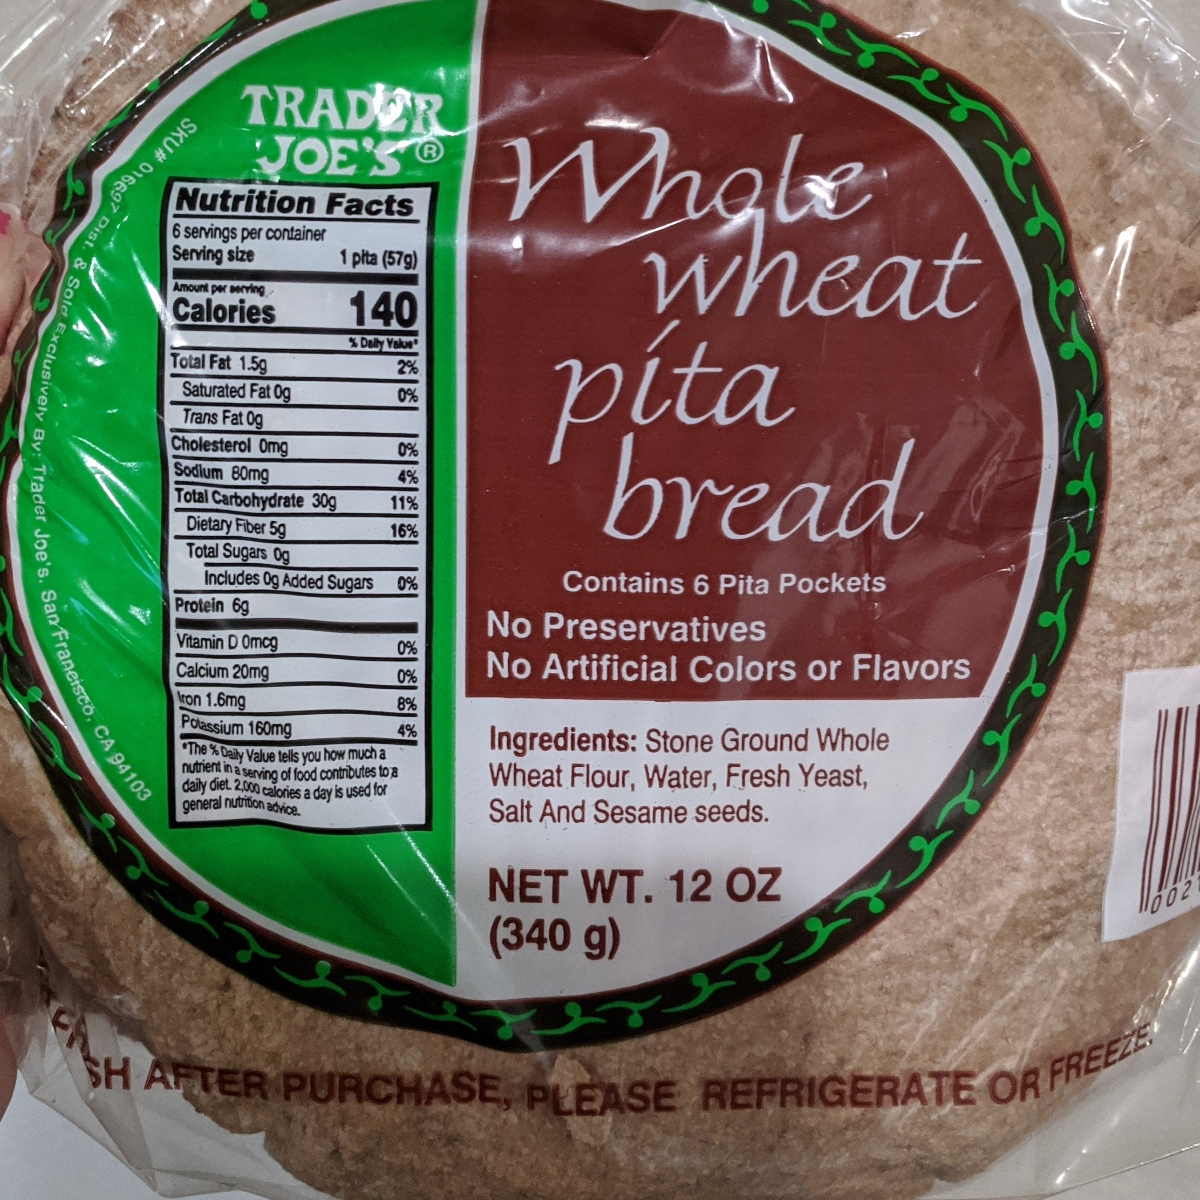 TRADER
JOE'S®
SKU# 016697 Dist. & Sold Exclusively By: Trader Joe's, San Francisco, CA 94103
Nutrition Facts
6 servings per container
Serving size 1 pita (57g)
Amount per serving
Calories 140
% Daily Value*
Total Fat 1.5g 2%
Saturated Fat 0g 0%
Trans Fat 0g
Cholesterol 0mg 0%
Sodium 80mg 4%
Total Carbohydrate 30g 11%
Dietary Fiber 5g 16%
Total Sugars 0g
Includes 0g Added Sugars 0%
Protein 6g
Vitamin D 0mcg 0%
Calcium 20mg 0%
Iron 1.6mg 8%
Potassium 160mg 4%
*The % Daily Value tells you how much a
nutrient in a serving of food contributes to a
daily diet. 2,000 calories a day is used for
general nutrition advice.
Whole
wheat
pita
bread
Contains 6 Pita Pockets
No Preservatives
No Artificial Colors or Flavors
Ingredients: Stone Ground Whole
Wheat Flour, Water, Fresh Yeast,
Salt And Sesame seeds.
NET WT. 12 OZ
(340 g)
SH AFTER PURCHASE, PLEASE REFRIGERATE OR FREEZE.
002